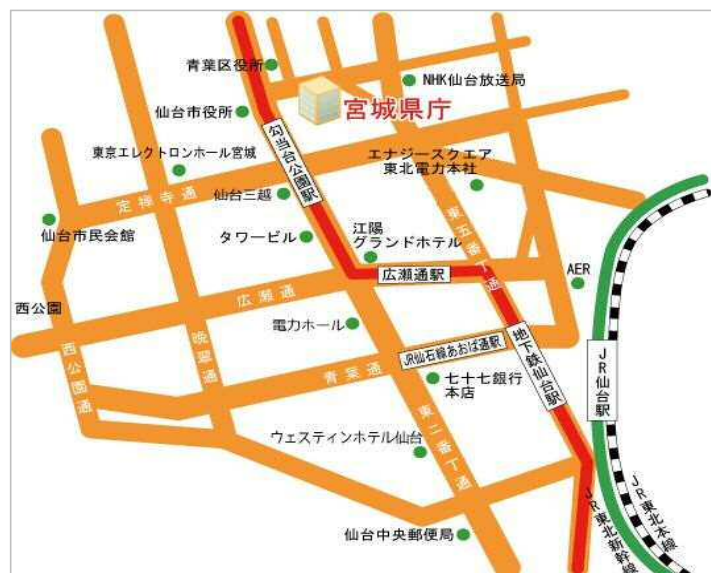 青葉区役所
NHK仙台放送局
仙台市役所
宮城県庁
勾当台公園駅
東京エレクトロンホール宮城
エナジースクエア
東北電力本社
定禅寺通
仙台三越
仙台市民会館
タワービル
江陽
グランドホテル
東五番丁通
広瀬通駅
AER
西公園
広瀬通
電力ホール
晩翠通
西公園通
青葉通
JR仙石線あおば通駅
地下鉄仙台駅
JR仙台駅
七十七銀行
本店
東二番丁通
ウェスティンホテル仙台
仙台中央郵便局
JR東北新幹線
JR東北本線